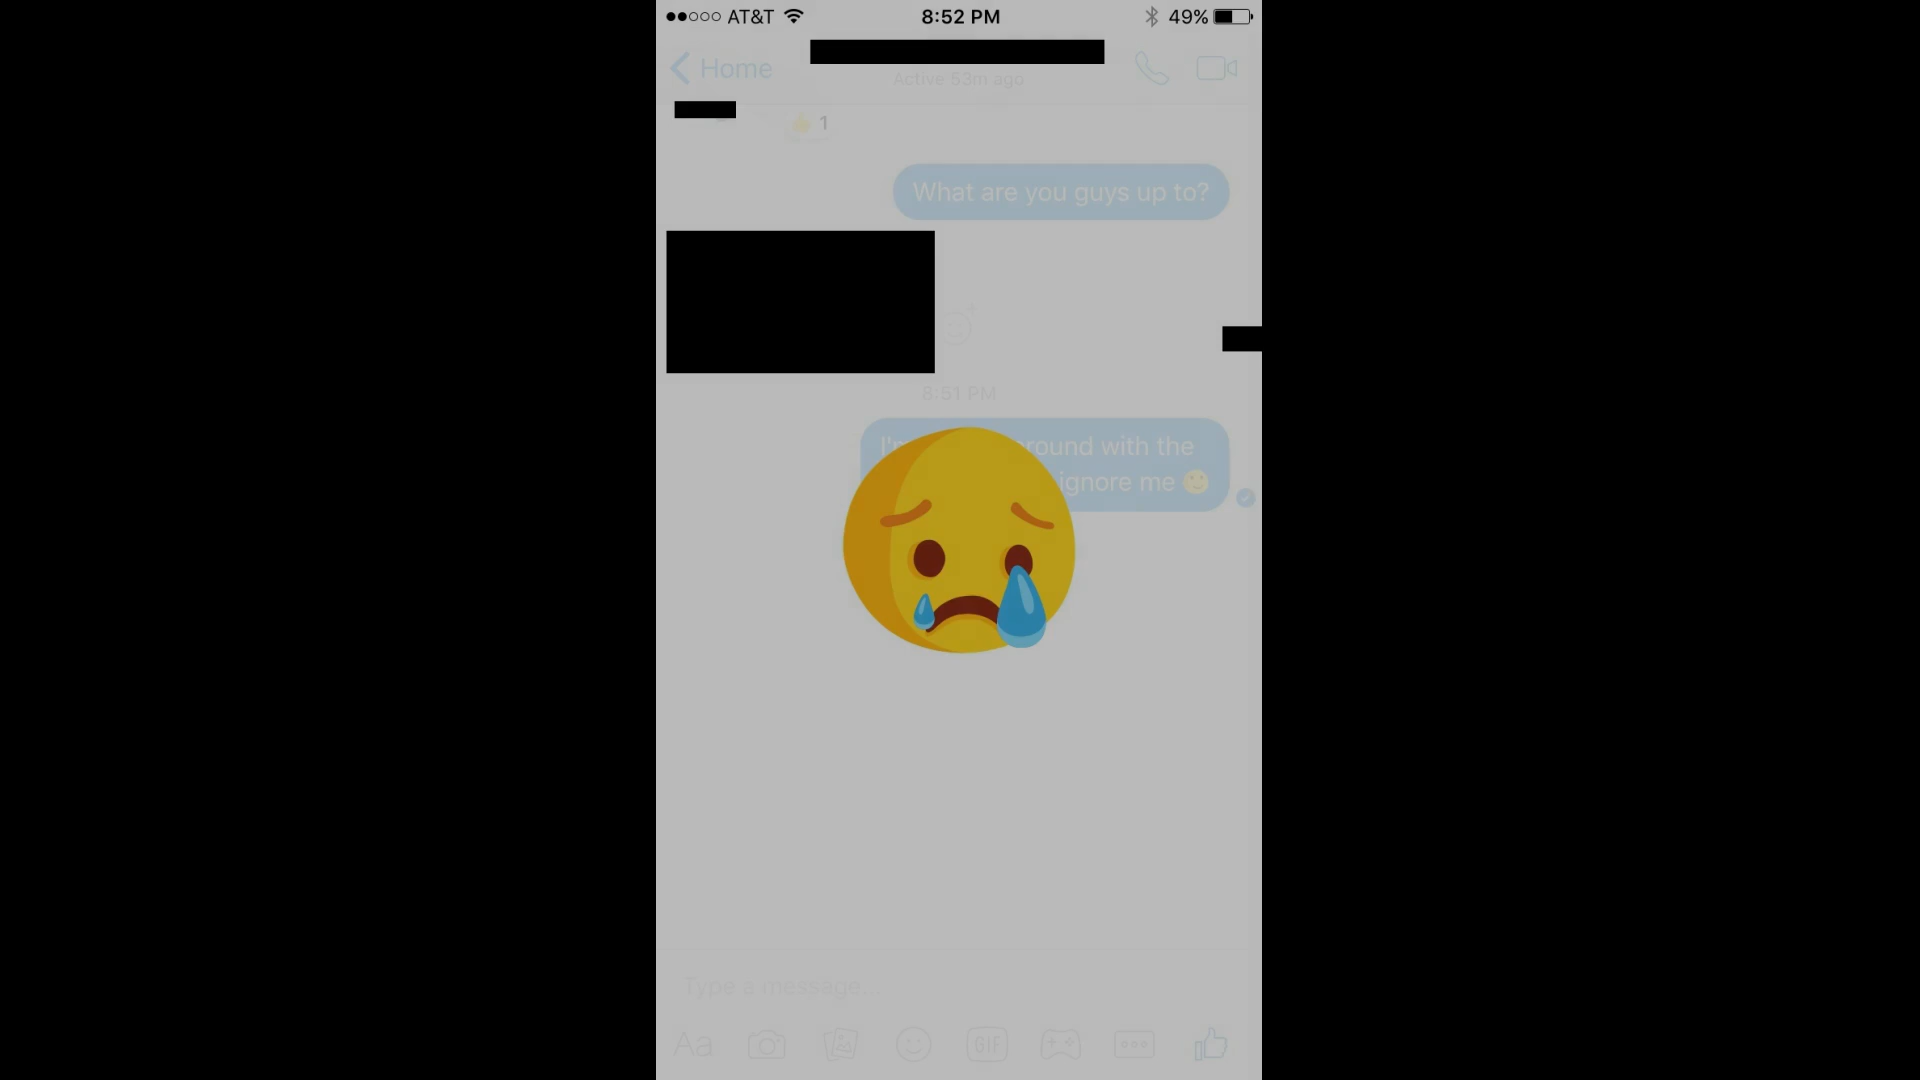 AT&T 8:52 PM 49%
Home
Active 53m ago
1
What are you guys up to?
8:51 PM
I'm round with the
ignore me
Type a message...
Aa GIF